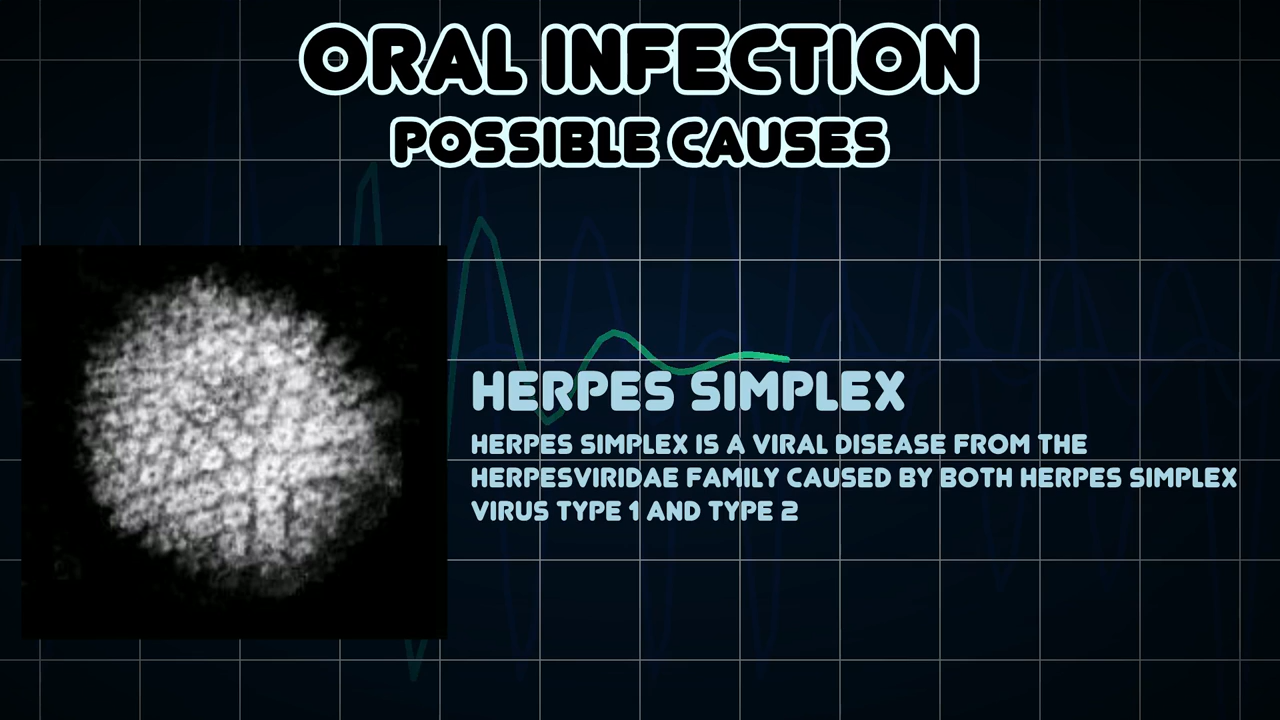 ORAL INFECTION
POSSIBLE CAUSES
HERPES SIMPLEX
HERPES SIMPLEX IS A VIRAL DISEASE FROM THE
HERPESVIRIDAE FAMILY CAUSED BY BOTH HERPES SIMPLEX
VIRUS TYPE 1 AND TYPE 2